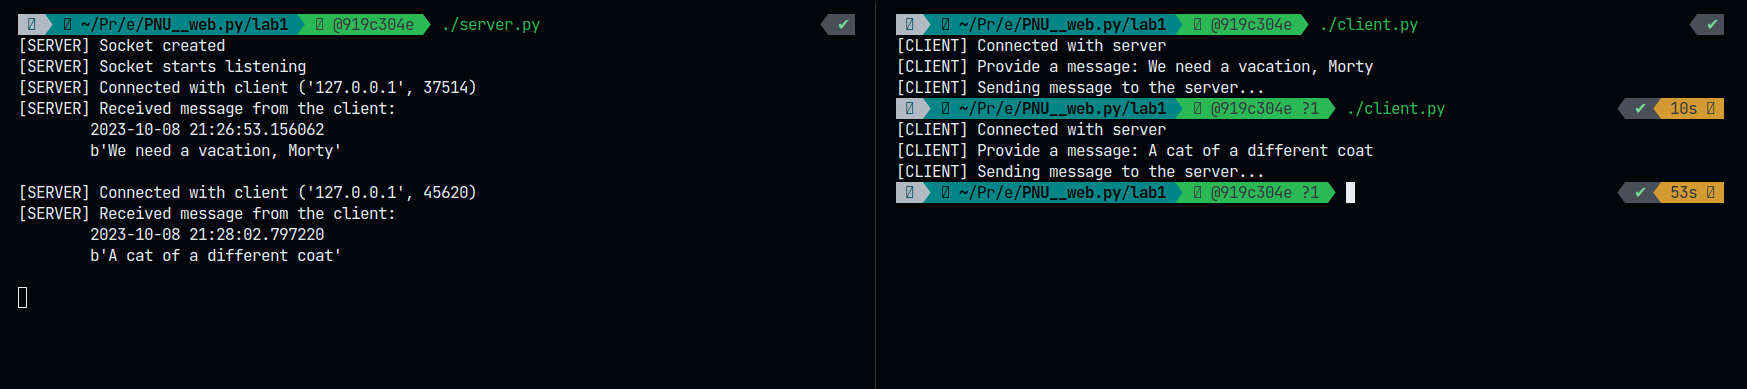 ~/Pr/e/PNU__web.py/lab1 @919c304e ./server.py ✔
[SERVER] Socket created
[SERVER] Socket starts listening
[SERVER] Connected with client ('127.0.0.1', 37514)
[SERVER] Received message from the client:
2023-10-08 21:26:53.156062
b'We need a vacation, Morty'
[SERVER] Connected with client ('127.0.0.1', 45620)
[SERVER] Received message from the client:
2023-10-08 21:28:02.797220
b'A cat of a different coat'
~/Pr/e/PNU__web.py/lab1 @919c304e ./client.py ✔
[CLIENT] Connected with server
[CLIENT] Provide a message: We need a vacation, Morty
[CLIENT] Sending message to the server...
~/Pr/e/PNU__web.py/lab1 @919c304e ?1 ./client.py ✔ 10s
[CLIENT] Connected with server
[CLIENT] Provide a message: A cat of a different coat
[CLIENT] Sending message to the server...
~/Pr/e/PNU__web.py/lab1 @919c304e ?1 ✔ 53s